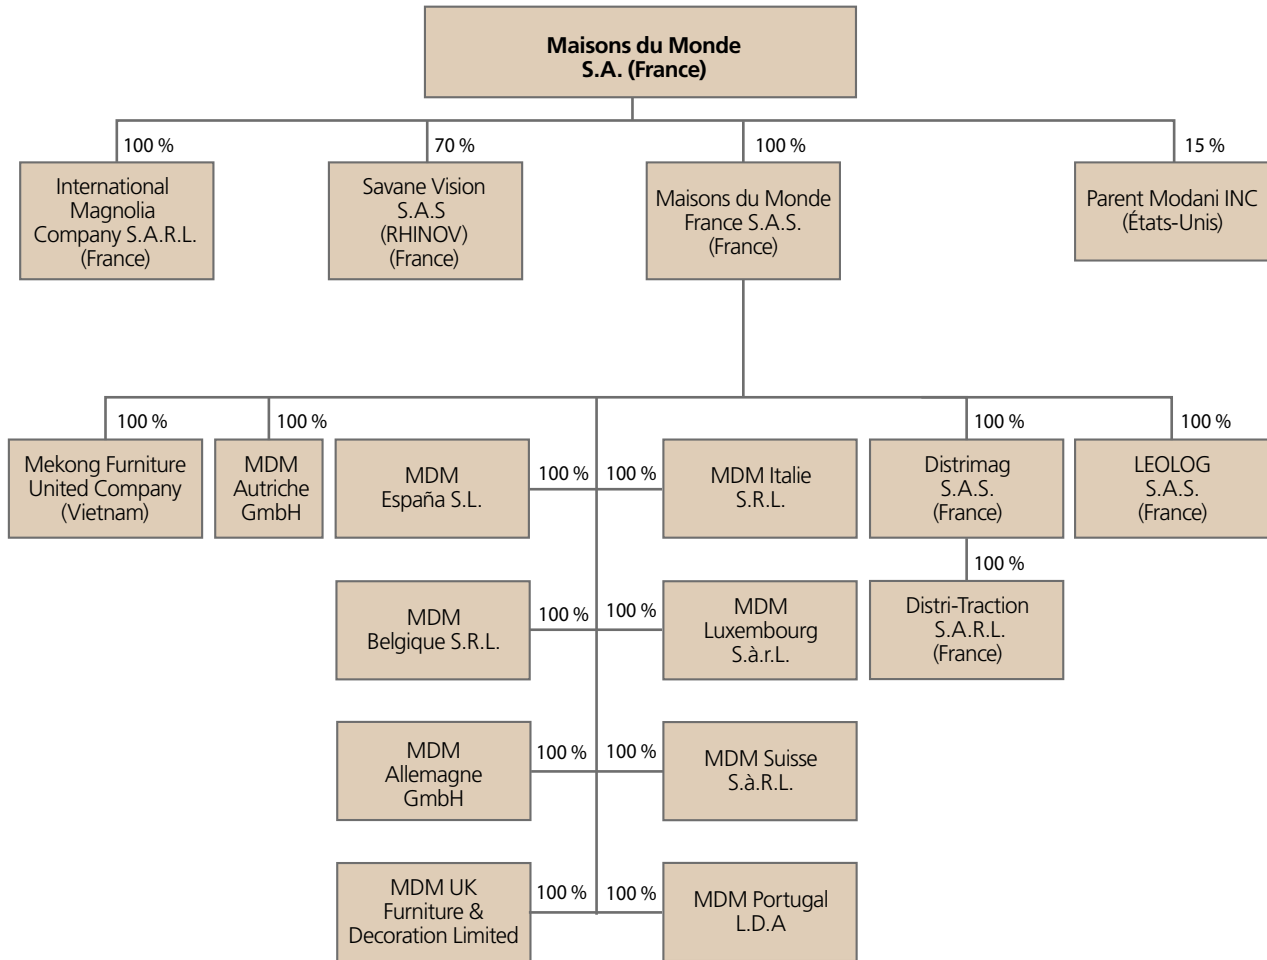 Maisons du Monde
S.A. (France)
100 %
70 %
100 %
15 %
International
Magnolia
Company S.A.R.L.
(France)
Savane Vision
S.A.S
(RHINOV)
(France)
Maisons du Monde
France S.A.S.
(France)
Parent Modani INC
(États-Unis)
100 %
100 %
100 %
100 %
Mekong Furniture
United Company
(Vietnam)
MDM
Autriche
GmbH
MDM
España S.L.
100 %
100 %
MDM Italie
S.R.L.
Distrimag
S.A.S.
(France)
LEOLOG
S.A.S.
(France)
100 %
MDM
Belgique S.R.L.
100 %
100 %
MDM
Luxembourg
S.à.r.L.
Distri-Traction
S.A.R.L.
(France)
MDM
Allemagne
GmbH
100 %
100 %
MDM Suisse
S.à.R.L.
MDM UK
Furniture &
Decoration Limited
100 %
100 %
MDM Portugal
L.D.A